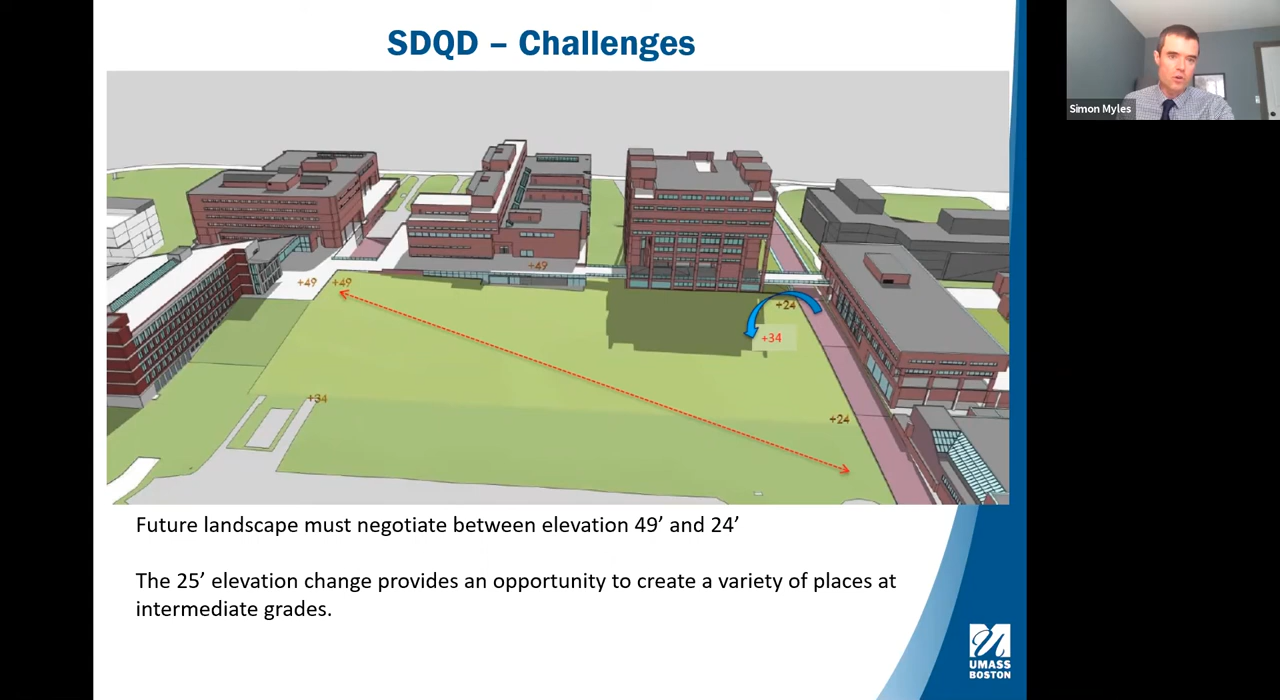 SDQD – Challenges
Simon Myles
+49
+49 +49
+24
+34
+34
+24
Future landscape must negotiate between elevation 49’ and 24’
The 25’ elevation change provides an opportunity to create a variety of places at
intermediate grades.
UMASS
BOSTON